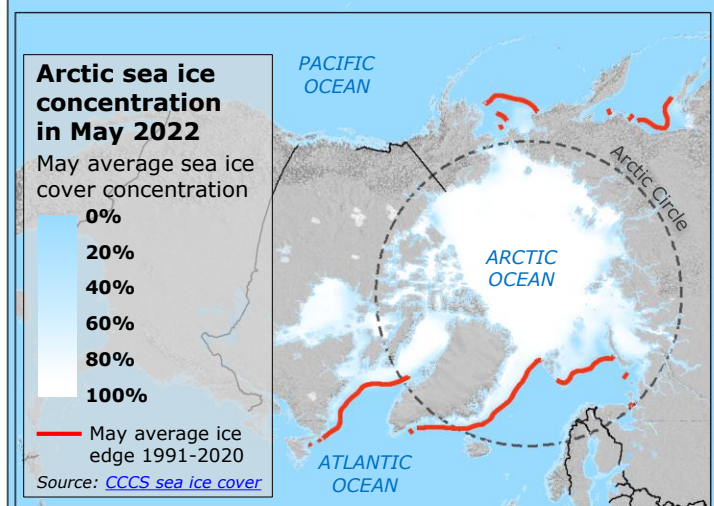 Arctic sea ice
concentration
in May 2022
May average sea ice
cover concentration
0%
20%
40%
60%
80%
100%
May average ice
edge 1991-2020
Source: CCCS sea ice cover
PACIFIC
OCEAN
Arctic Circle
ARCTIC
OCEAN
ATLANTIC
OCEAN